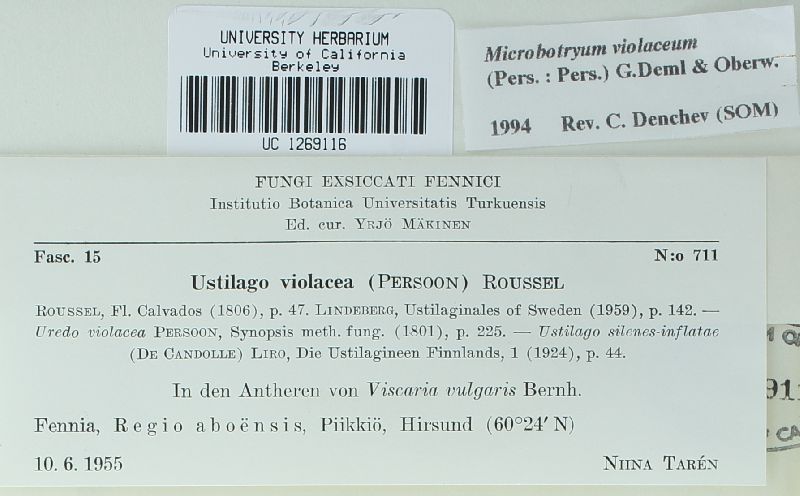 UNIVERSITY HERBARIUM
University of California
Berkeley
UC 1269116
Microbotryum violaceum
(Pers. : Pers.) G.Deml & Oberw.
1994 Rev. C. Denchev (SOM)
FUNGI EXSICCATI FENNICI
Institutio Botanica Universitatis Turkuensis
Ed. cur. YRJÖ MÄKINEN
Fasc. 15 N:o 711
Ustilago violacea (PERSOON) ROUSSEL
ROUSSEL, Fl. Calvados (1806), p. 47. LINDEBERG, Ustilaginales of Sweden (1959), p. 142. —
Uredo violacea PERSOON, Synopsis meth. fung. (1801), p. 225. — Ustilago silenes-inflatae
(DE CANDOLLE) LIRO, Die Ustilagineen Finnlands, 1 (1924), p. 44.
In den Antheren von Viscaria vulgaris Bernh.
Fennia, Regio aboënsis, Piikkiö, Hirsund (60°24′ N)
10. 6. 1955 NIINA TARÉN